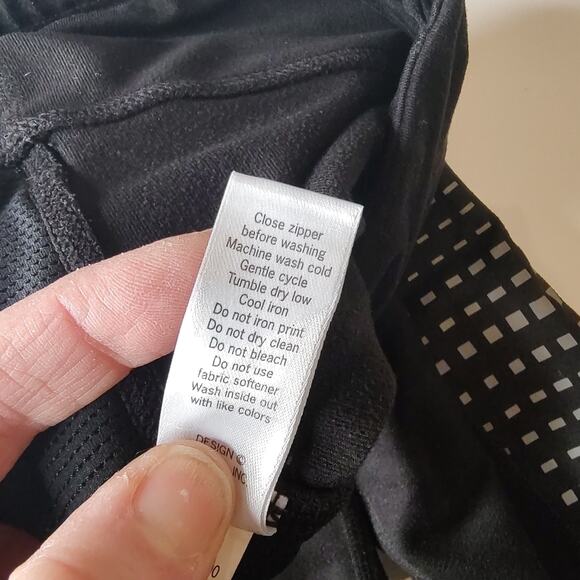 Close zipper
before washing
Machine wash cold
Gentle cycle
Tumble dry low
Cool iron
Do not iron print
Do not dry clean
Do not bleach
Do not use
fabric softener
Wash inside out
with like colors
DESIGN ©
INC